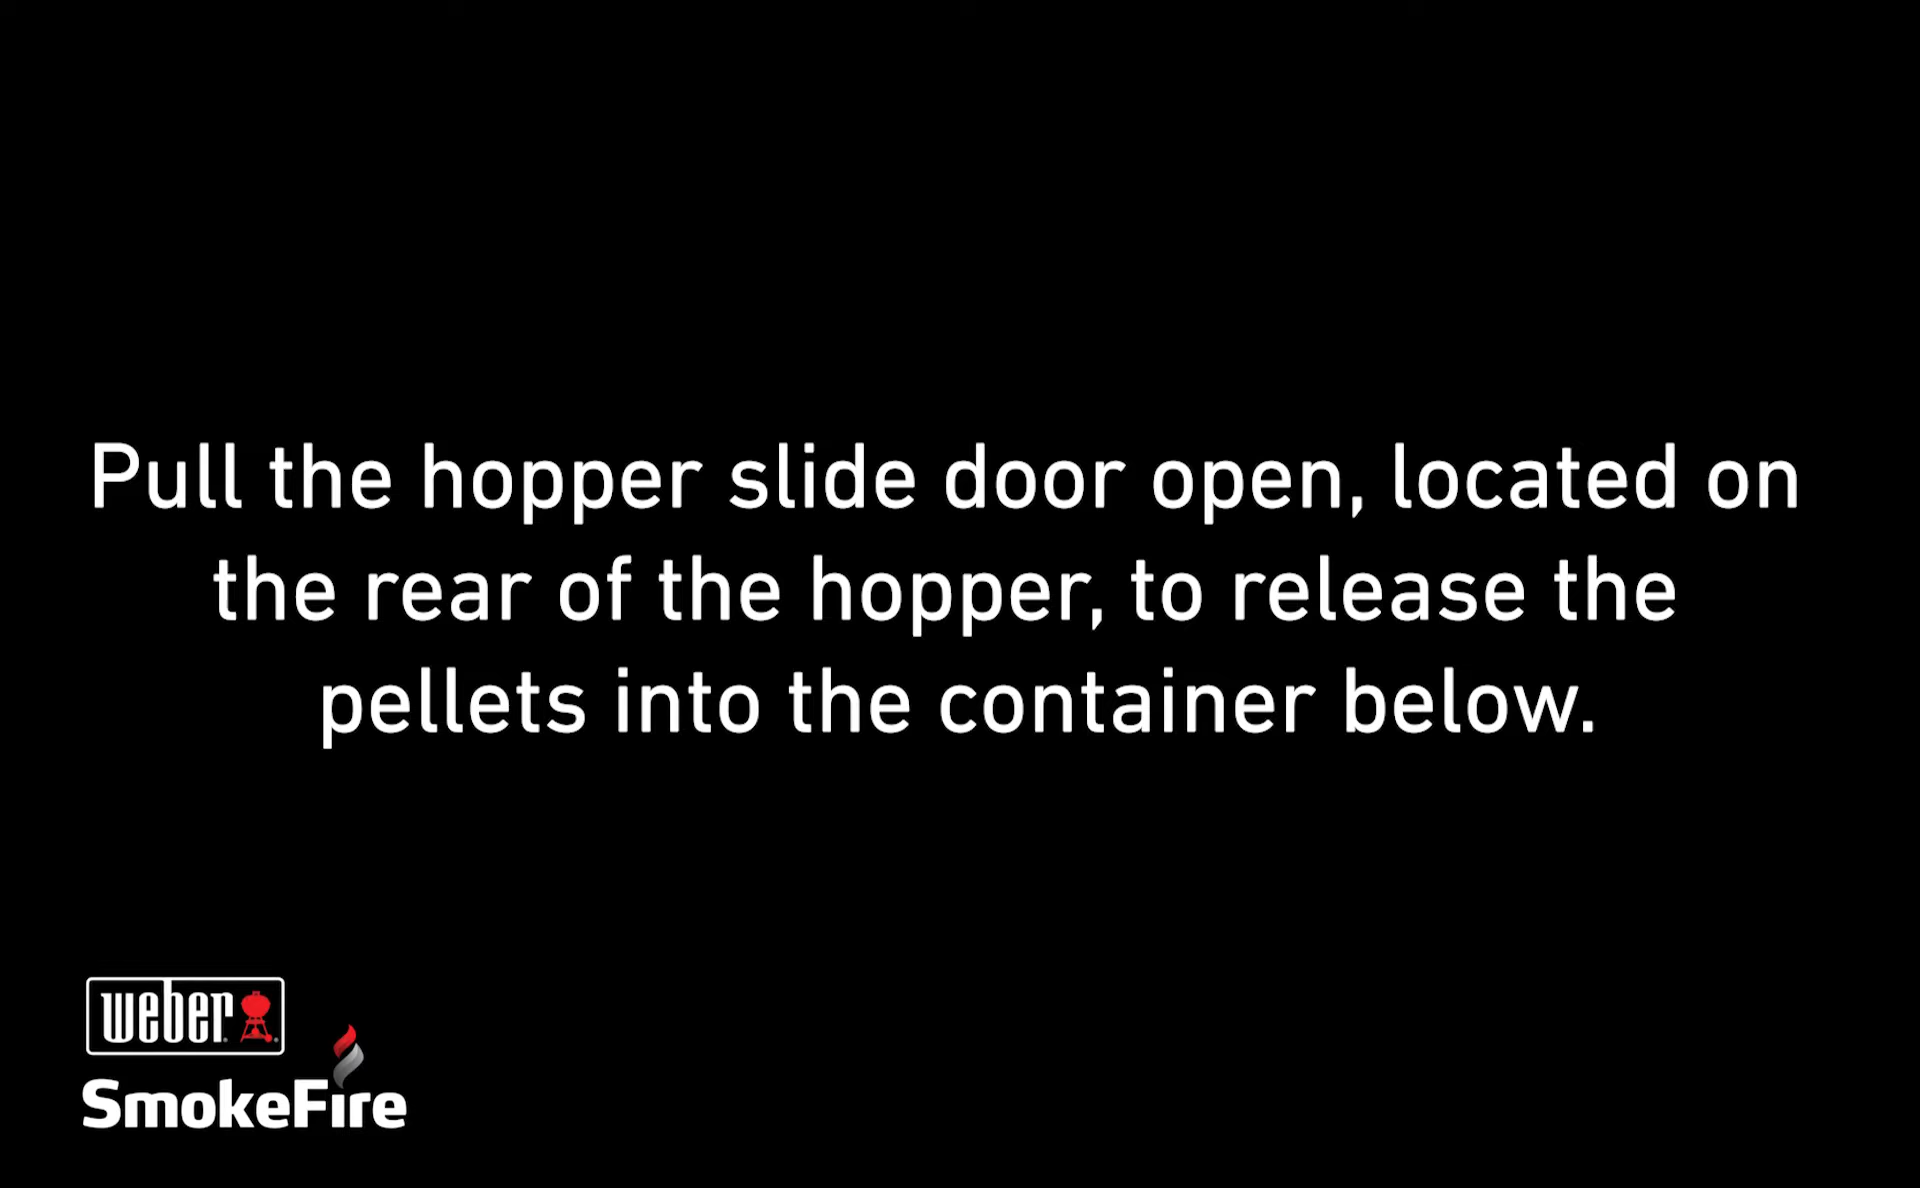 Pull the hopper slide door open, located on
the rear of the hopper, to release the
pellets into the container below.
weber
SmokeFire